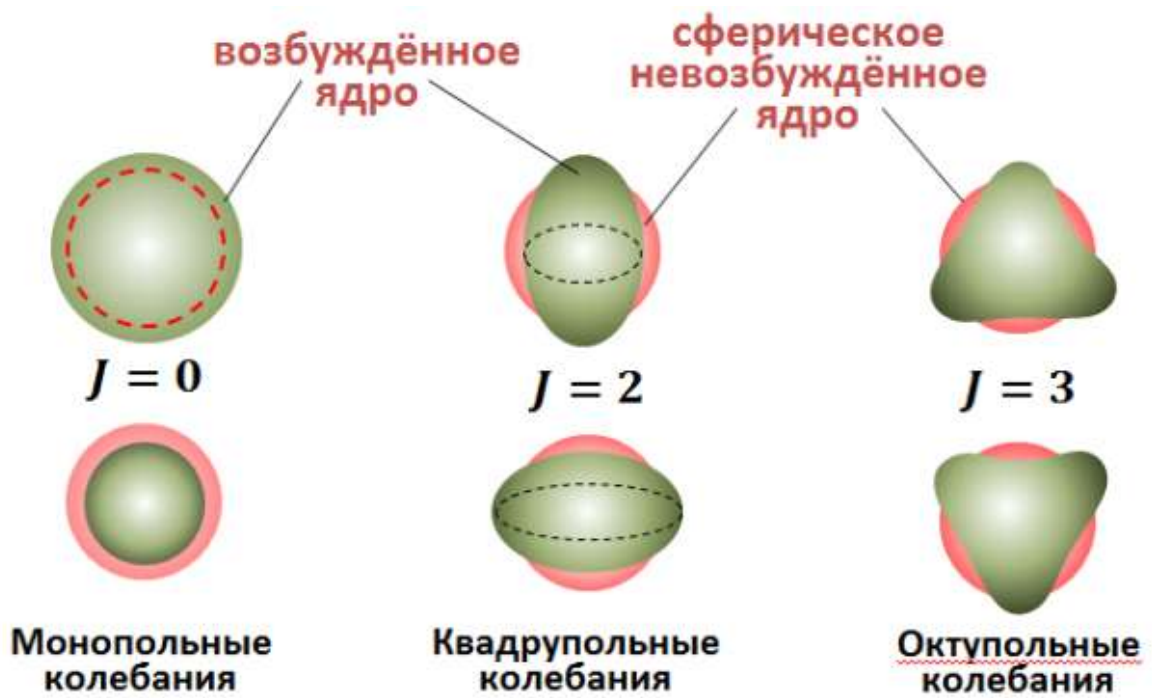 возбуждённое
ядро
сферическое
невозбуждённое
ядро
J = 0
J = 2
J = 3
Монопольные
колебания
Квадрупольные
колебания
Октупольные
колебания